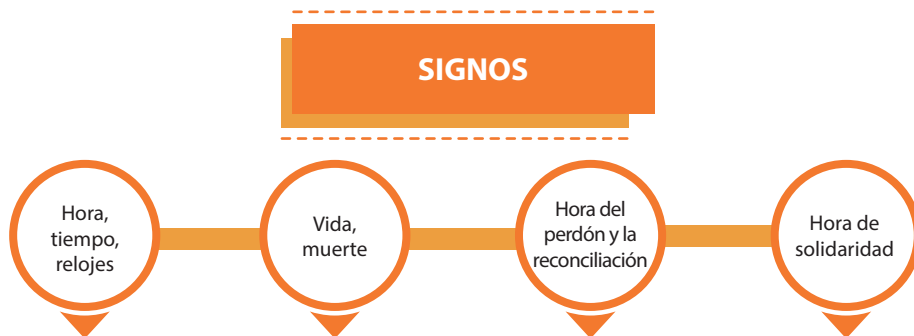 SIGNOS
Hora,
tiempo,
relojes
Vida,
muerte
Hora del
perdón y la
reconciliación
Hora de
solidaridad